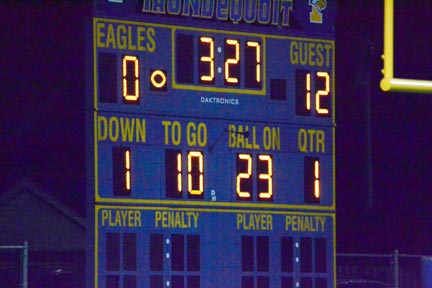 IRONDEQUOIT
EAGLES 3:27 GUEST
0 12
DAKTRONICS
DOWN TO GO BALL ON QTR
1 10 23 1
PLAYER PENALTY PLAYER PENALTY